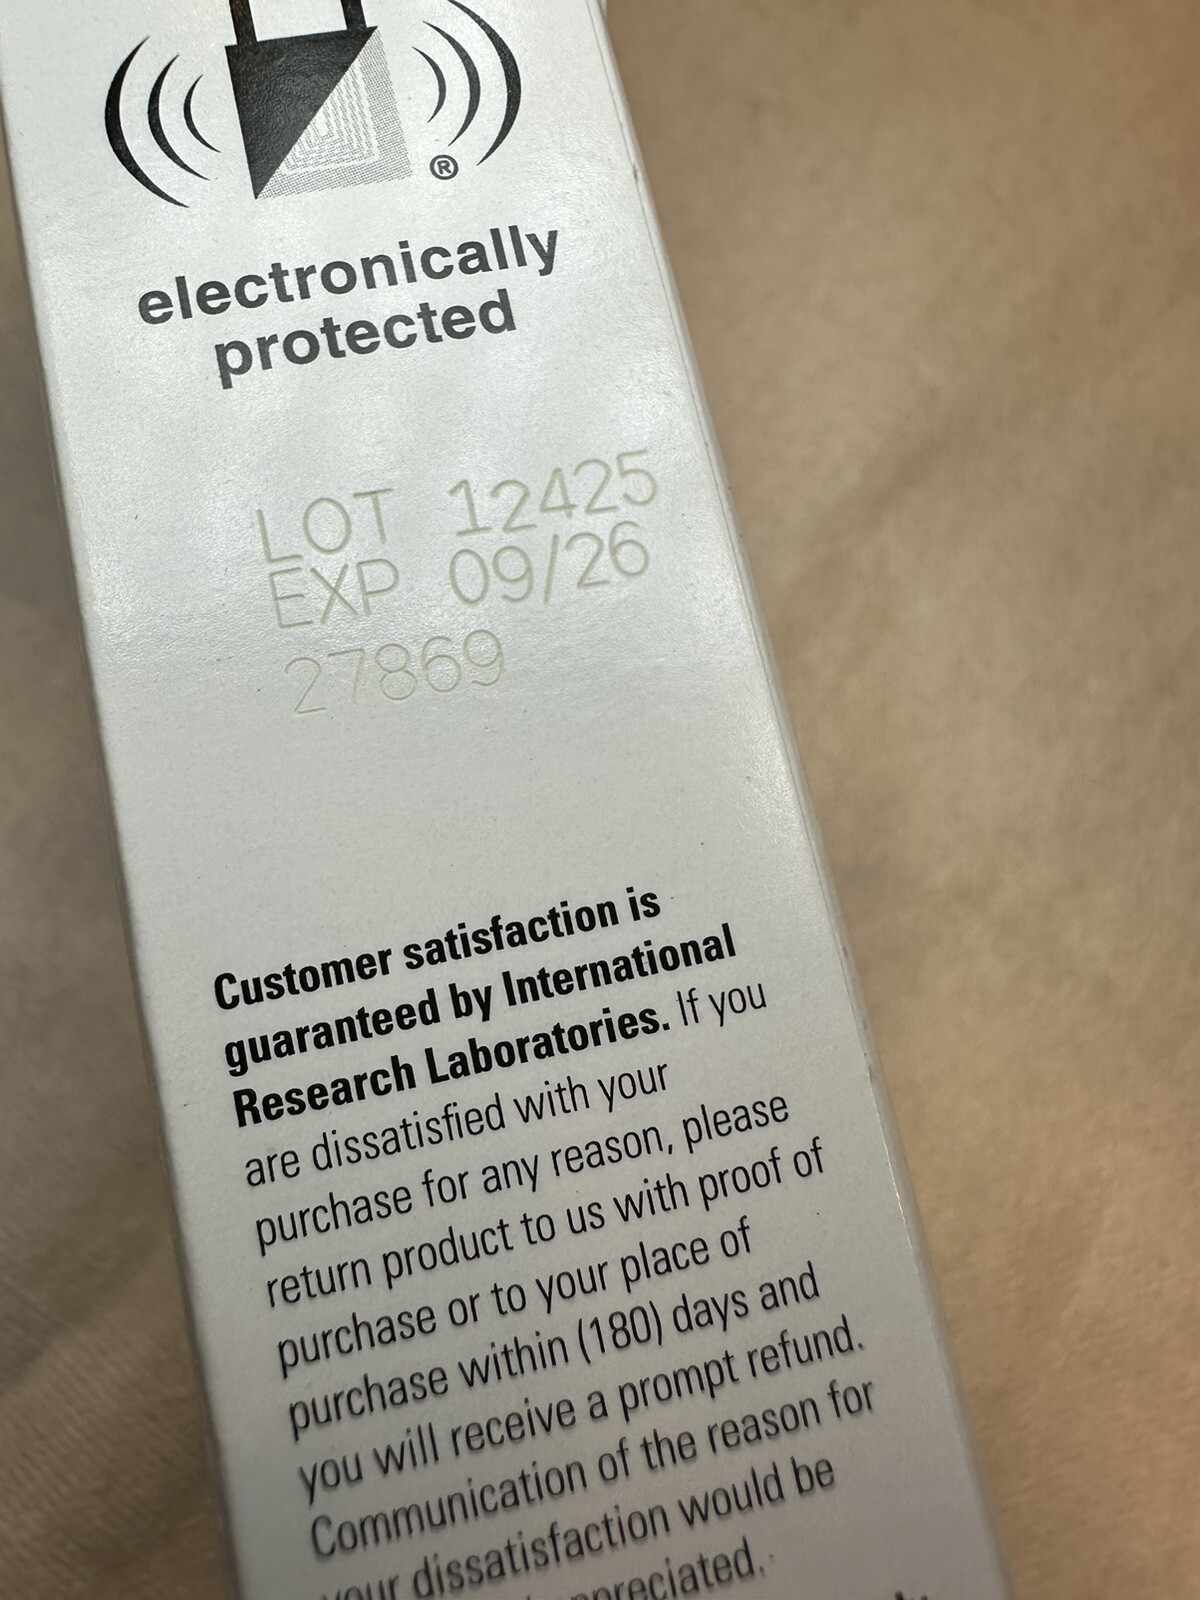 ®
electronically
protected
LOT 12425
EXP 09/26
27869
Customer satisfaction is
guaranteed by International
Research Laboratories. If you
are dissatisfied with your
purchase for any reason, please
return product to us with proof of
purchase or to your place of
purchase within (180) days and
you will receive a prompt refund.
Communication of the reason for
your dissatisfaction would be
appreciated.